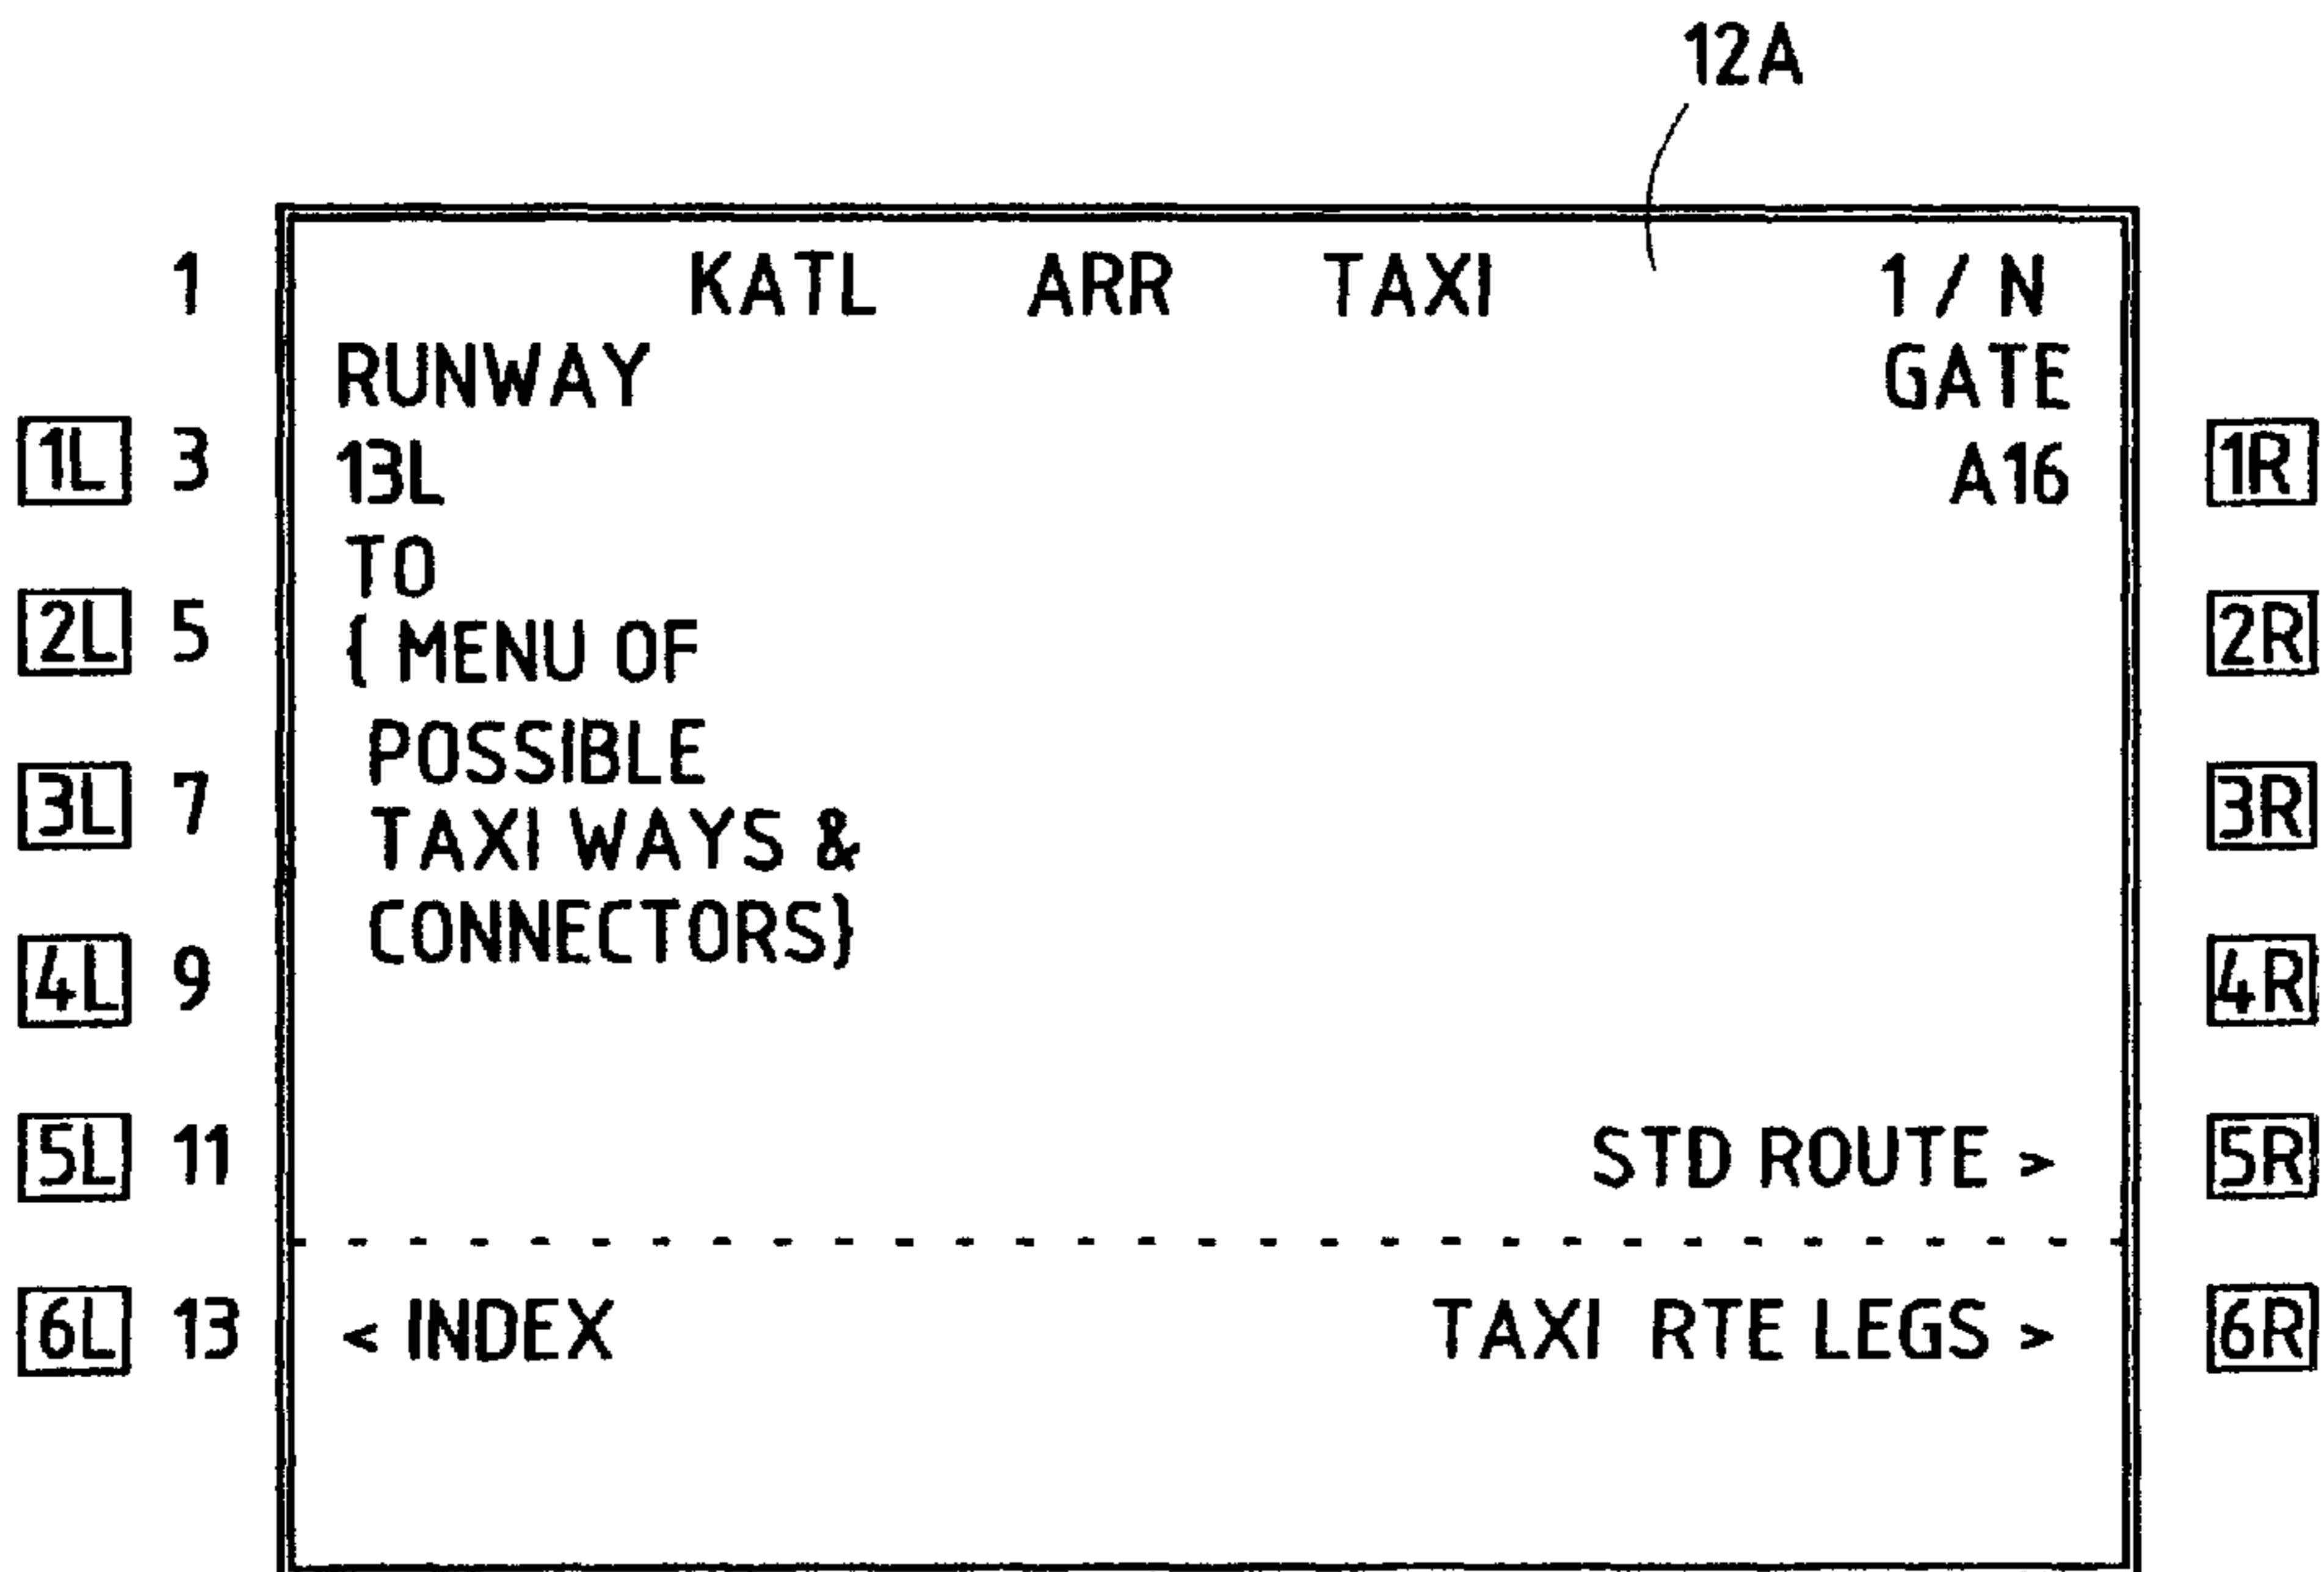 12A
1 KATL ARR TAXI 1 / N
RUNWAY GATE
1L 3 13L A16 1R
TO
2L 5 { MENU OF 2R
POSSIBLE
3L 7 TAXI WAYS & 3R
CONNECTORS}
4L 9 4R
5L 11 STD ROUTE > 5R
6L 13 < INDEX TAXI RTE LEGS > 6R